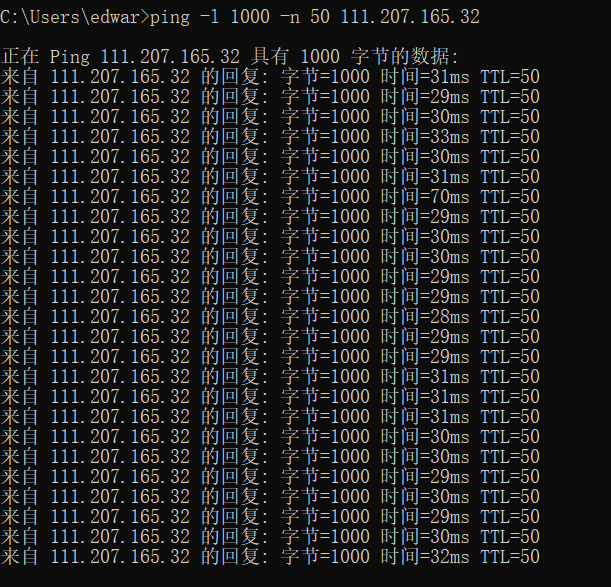 C:\Users\edwar>ping -l 1000 -n 50 111.207.165.32
正在 Ping 111.207.165.32 具有 1000 字节的数据:
来自 111.207.165.32 的回复: 字节=1000 时间=31ms TTL=50
来自 111.207.165.32 的回复: 字节=1000 时间=29ms TTL=50
来自 111.207.165.32 的回复: 字节=1000 时间=30ms TTL=50
来自 111.207.165.32 的回复: 字节=1000 时间=33ms TTL=50
来自 111.207.165.32 的回复: 字节=1000 时间=30ms TTL=50
来自 111.207.165.32 的回复: 字节=1000 时间=31ms TTL=50
来自 111.207.165.32 的回复: 字节=1000 时间=70ms TTL=50
来自 111.207.165.32 的回复: 字节=1000 时间=29ms TTL=50
来自 111.207.165.32 的回复: 字节=1000 时间=30ms TTL=50
来自 111.207.165.32 的回复: 字节=1000 时间=30ms TTL=50
来自 111.207.165.32 的回复: 字节=1000 时间=29ms TTL=50
来自 111.207.165.32 的回复: 字节=1000 时间=29ms TTL=50
来自 111.207.165.32 的回复: 字节=1000 时间=28ms TTL=50
来自 111.207.165.32 的回复: 字节=1000 时间=29ms TTL=50
来自 111.207.165.32 的回复: 字节=1000 时间=29ms TTL=50
来自 111.207.165.32 的回复: 字节=1000 时间=31ms TTL=50
来自 111.207.165.32 的回复: 字节=1000 时间=31ms TTL=50
来自 111.207.165.32 的回复: 字节=1000 时间=31ms TTL=50
来自 111.207.165.32 的回复: 字节=1000 时间=30ms TTL=50
来自 111.207.165.32 的回复: 字节=1000 时间=30ms TTL=50
来自 111.207.165.32 的回复: 字节=1000 时间=29ms TTL=50
来自 111.207.165.32 的回复: 字节=1000 时间=30ms TTL=50
来自 111.207.165.32 的回复: 字节=1000 时间=29ms TTL=50
来自 111.207.165.32 的回复: 字节=1000 时间=30ms TTL=50
来自 111.207.165.32 的回复: 字节=1000 时间=32ms TTL=50